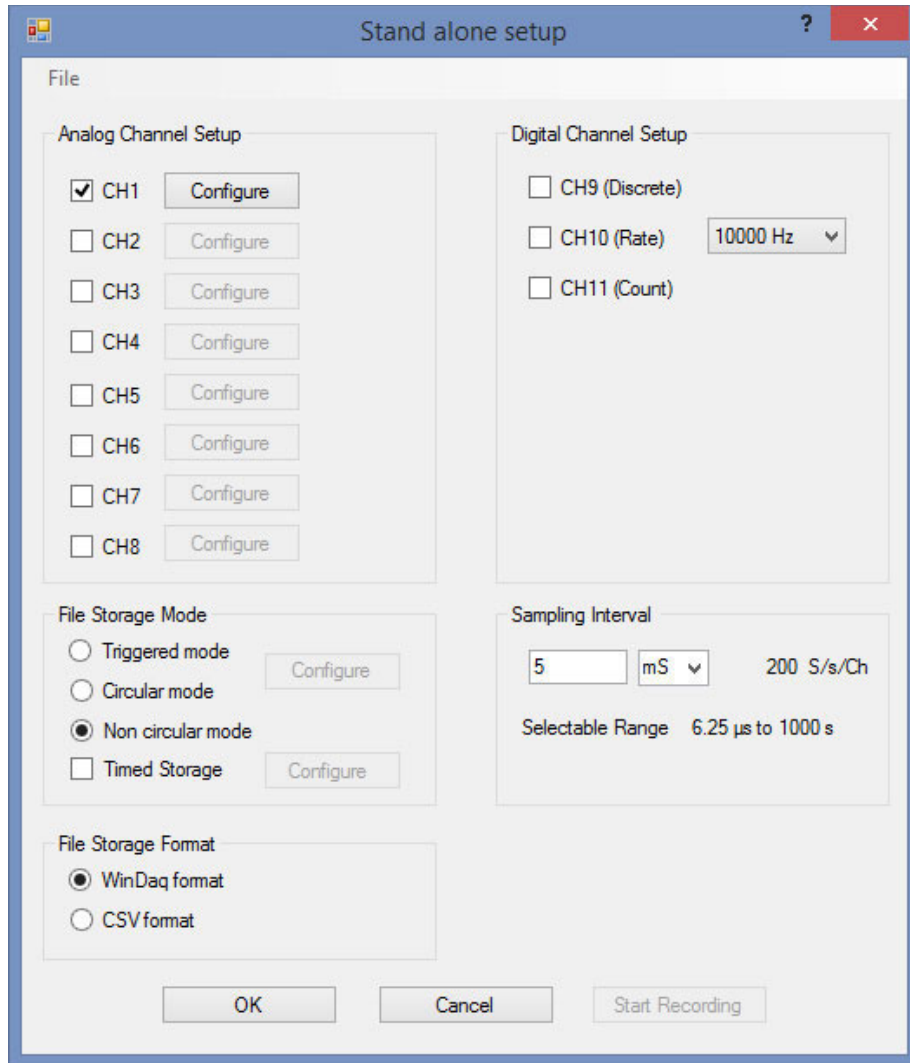 Stand alone setup ?
File
Analog Channel Setup
CH1 Configure
CH2 Configure
CH3 Configure
CH4 Configure
CH5 Configure
CH6 Configure
CH7 Configure
CH8 Configure
Digital Channel Setup
CH9 (Discrete)
CH10 (Rate) 10000 Hz
CH11 (Count)
File Storage Mode
Triggered mode
Configure
Circular mode
Non circular mode
Timed Storage Configure
Sampling Interval
5 mS 200 S/s/Ch
Selectable Range 6.25 µs to 1000 s
File Storage Format
WinDaq format
CSV format
OK Cancel Start Recording